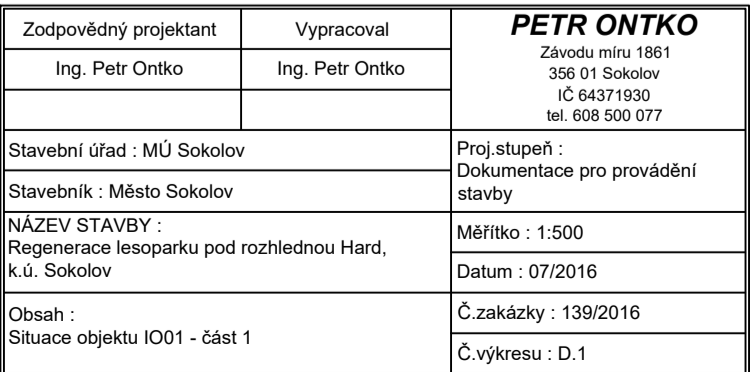 Zodpovědný projektant
Vypracoval
PETR ONTKO
Závodu míru 1861
356 01 Sokolov
IČ 64371930
tel. 608 500 077
Ing. Petr Ontko
Ing. Petr Ontko
Stavební úřad : MÚ Sokolov
Proj.stupeň :
Dokumentace pro provádění
stavby
Stavebník : Město Sokolov
NÁZEV STAVBY :
Regenerace lesoparku pod rozhlednou Hard,
k.ú. Sokolov
Měřítko : 1:500
Datum : 07/2016
Obsah :
Situace objektu IO01 - část 1
Č.zakázky : 139/2016
Č.výkresu : D.1